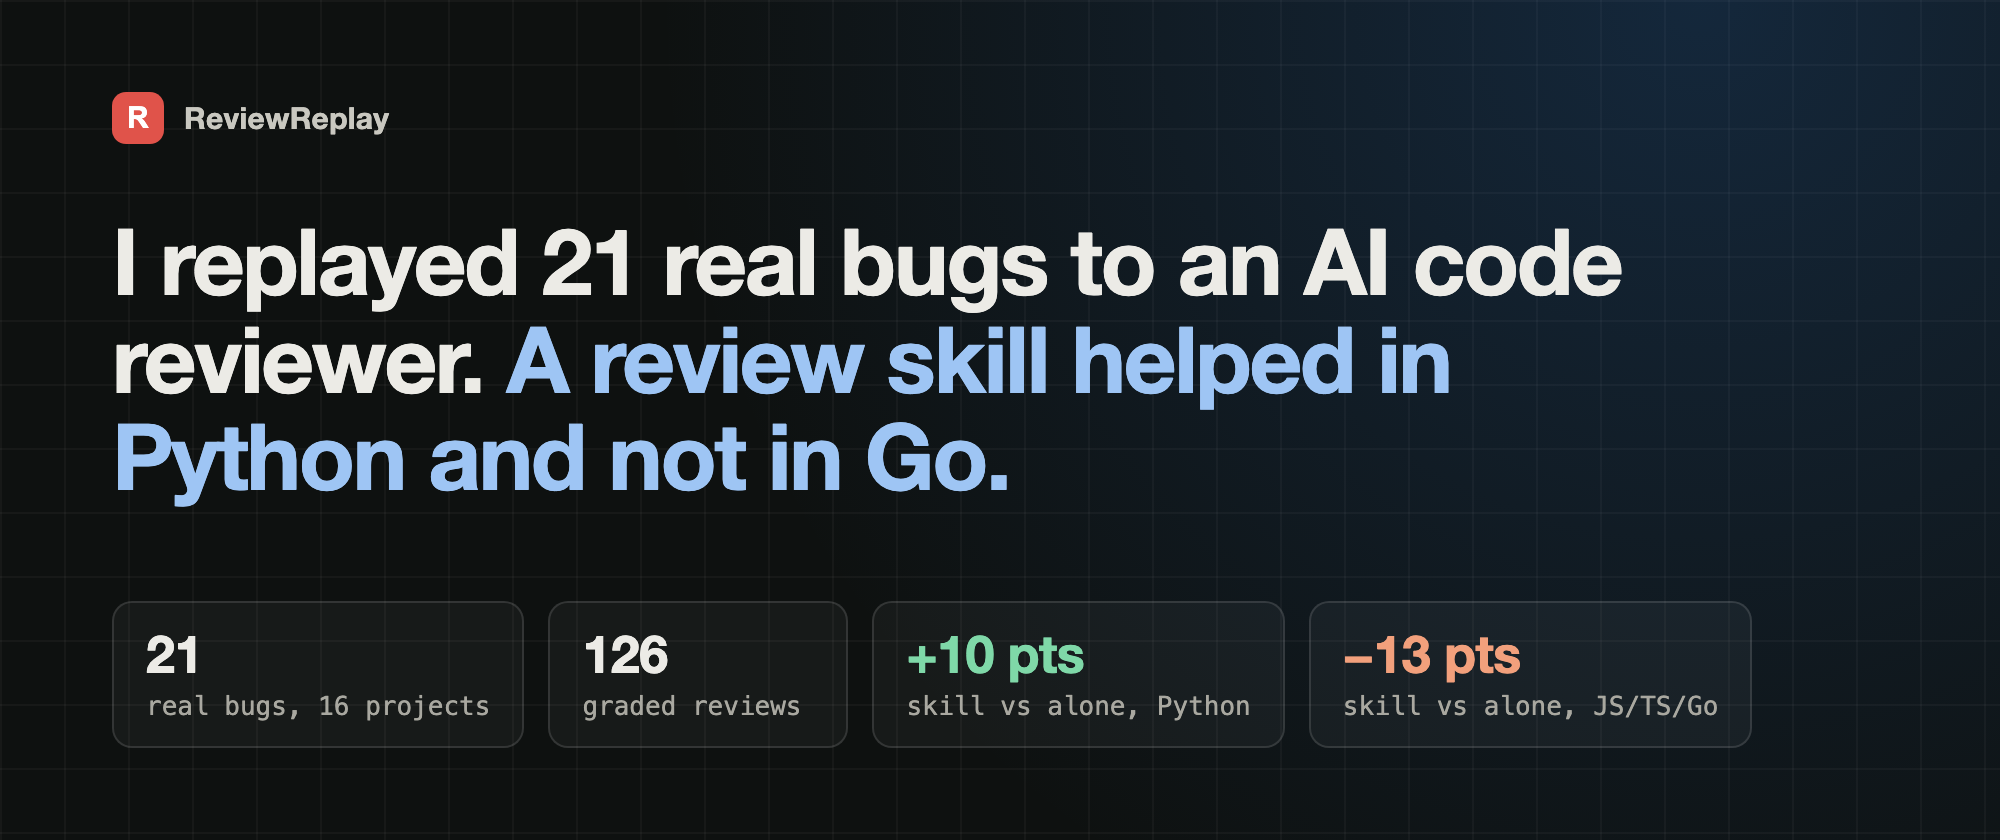 R ReviewReplay
I replayed 21 real bugs to an AI code
reviewer. A review skill helped in
Python and not in Go.
21
real bugs, 16 projects
126
graded reviews
+10 pts
skill vs alone, Python
−13 pts
skill vs alone, JS/TS/Go